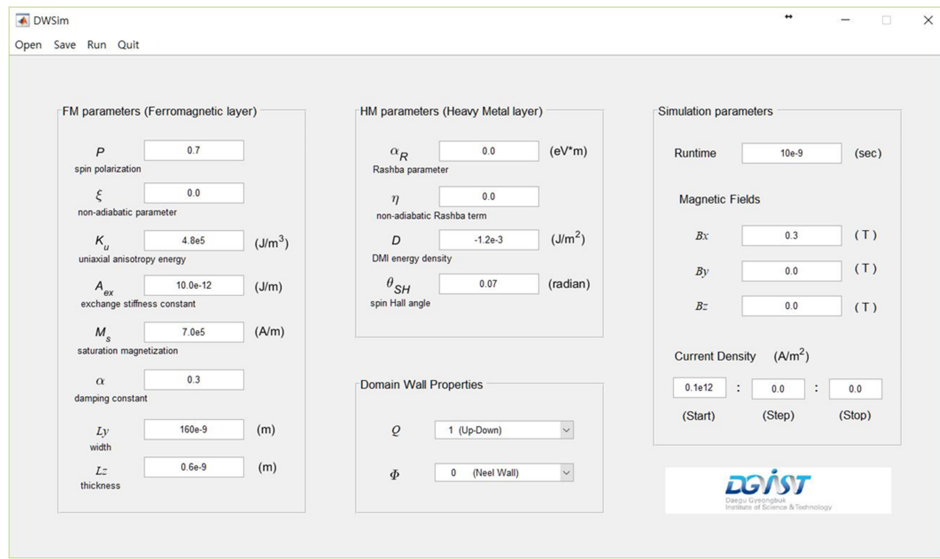 DWSim
Open Save Run Quit
FM parameters (Ferromagnetic layer)
P 0.7
spin polarization
ξ 0.0
non-adiabatic parameter
Ku 4.8e5 (J/m³)
uniaxial anisotropy energy
Aex 10.0e-12 (J/m)
exchange stiffness constant
Ms 7.0e5 (A/m)
saturation magnetization
α 0.3
damping constant
Ly 160e-9 (m)
width
Lz 0.6e-9 (m)
thickness
HM parameters (Heavy Metal layer)
αR 0.0 (eV*m)
Rashba parameter
η 0.0
non-adiabatic Rashba term
D -1.2e-3 (J/m²)
DMI energy density
θSH 0.07 (radian)
spin Hall angle
Domain Wall Properties
Q 1 (Up-Down)
Φ 0 (Neel Wall)
Simulation parameters
Runtime 10e-9 (sec)
Magnetic Fields
Bx 0.3 ( T )
By 0.0 ( T )
Bz 0.0 ( T )
Current Density (A/m²)
0.1e12 : 0.0 : 0.0
(Start) (Step) (Stop)
DGIST
Daegu Gyeongbuk
Institute of Science & Technology